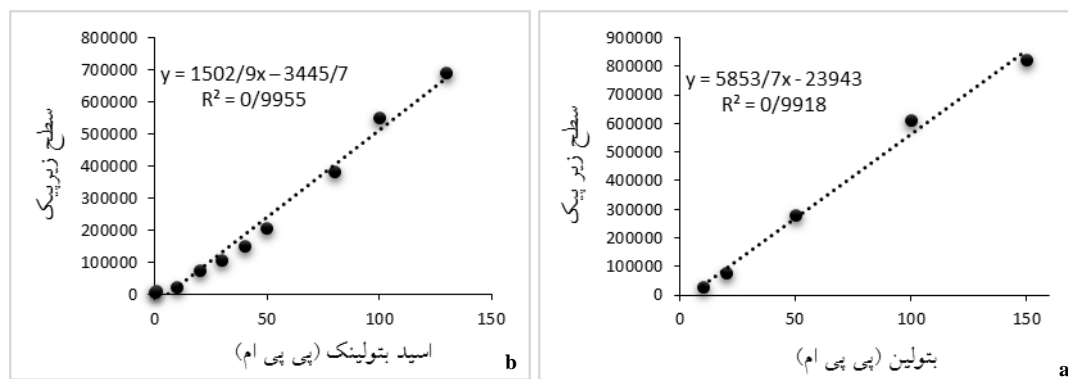 800000
700000
600000
500000
400000
300000
200000
100000
0
y = 1502/9x – 3445/7
R² = 0/9955
سطح زیرپیک
0
50
100
150
اسید بتولینک (پی پی ام)
b
900000
800000
700000
600000
500000
400000
300000
200000
100000
0
y = 5853/7x - 23943
R² = 0/9918
سطح زیر پیک
0
50
100
150
بتولین (پی پی ام)
a